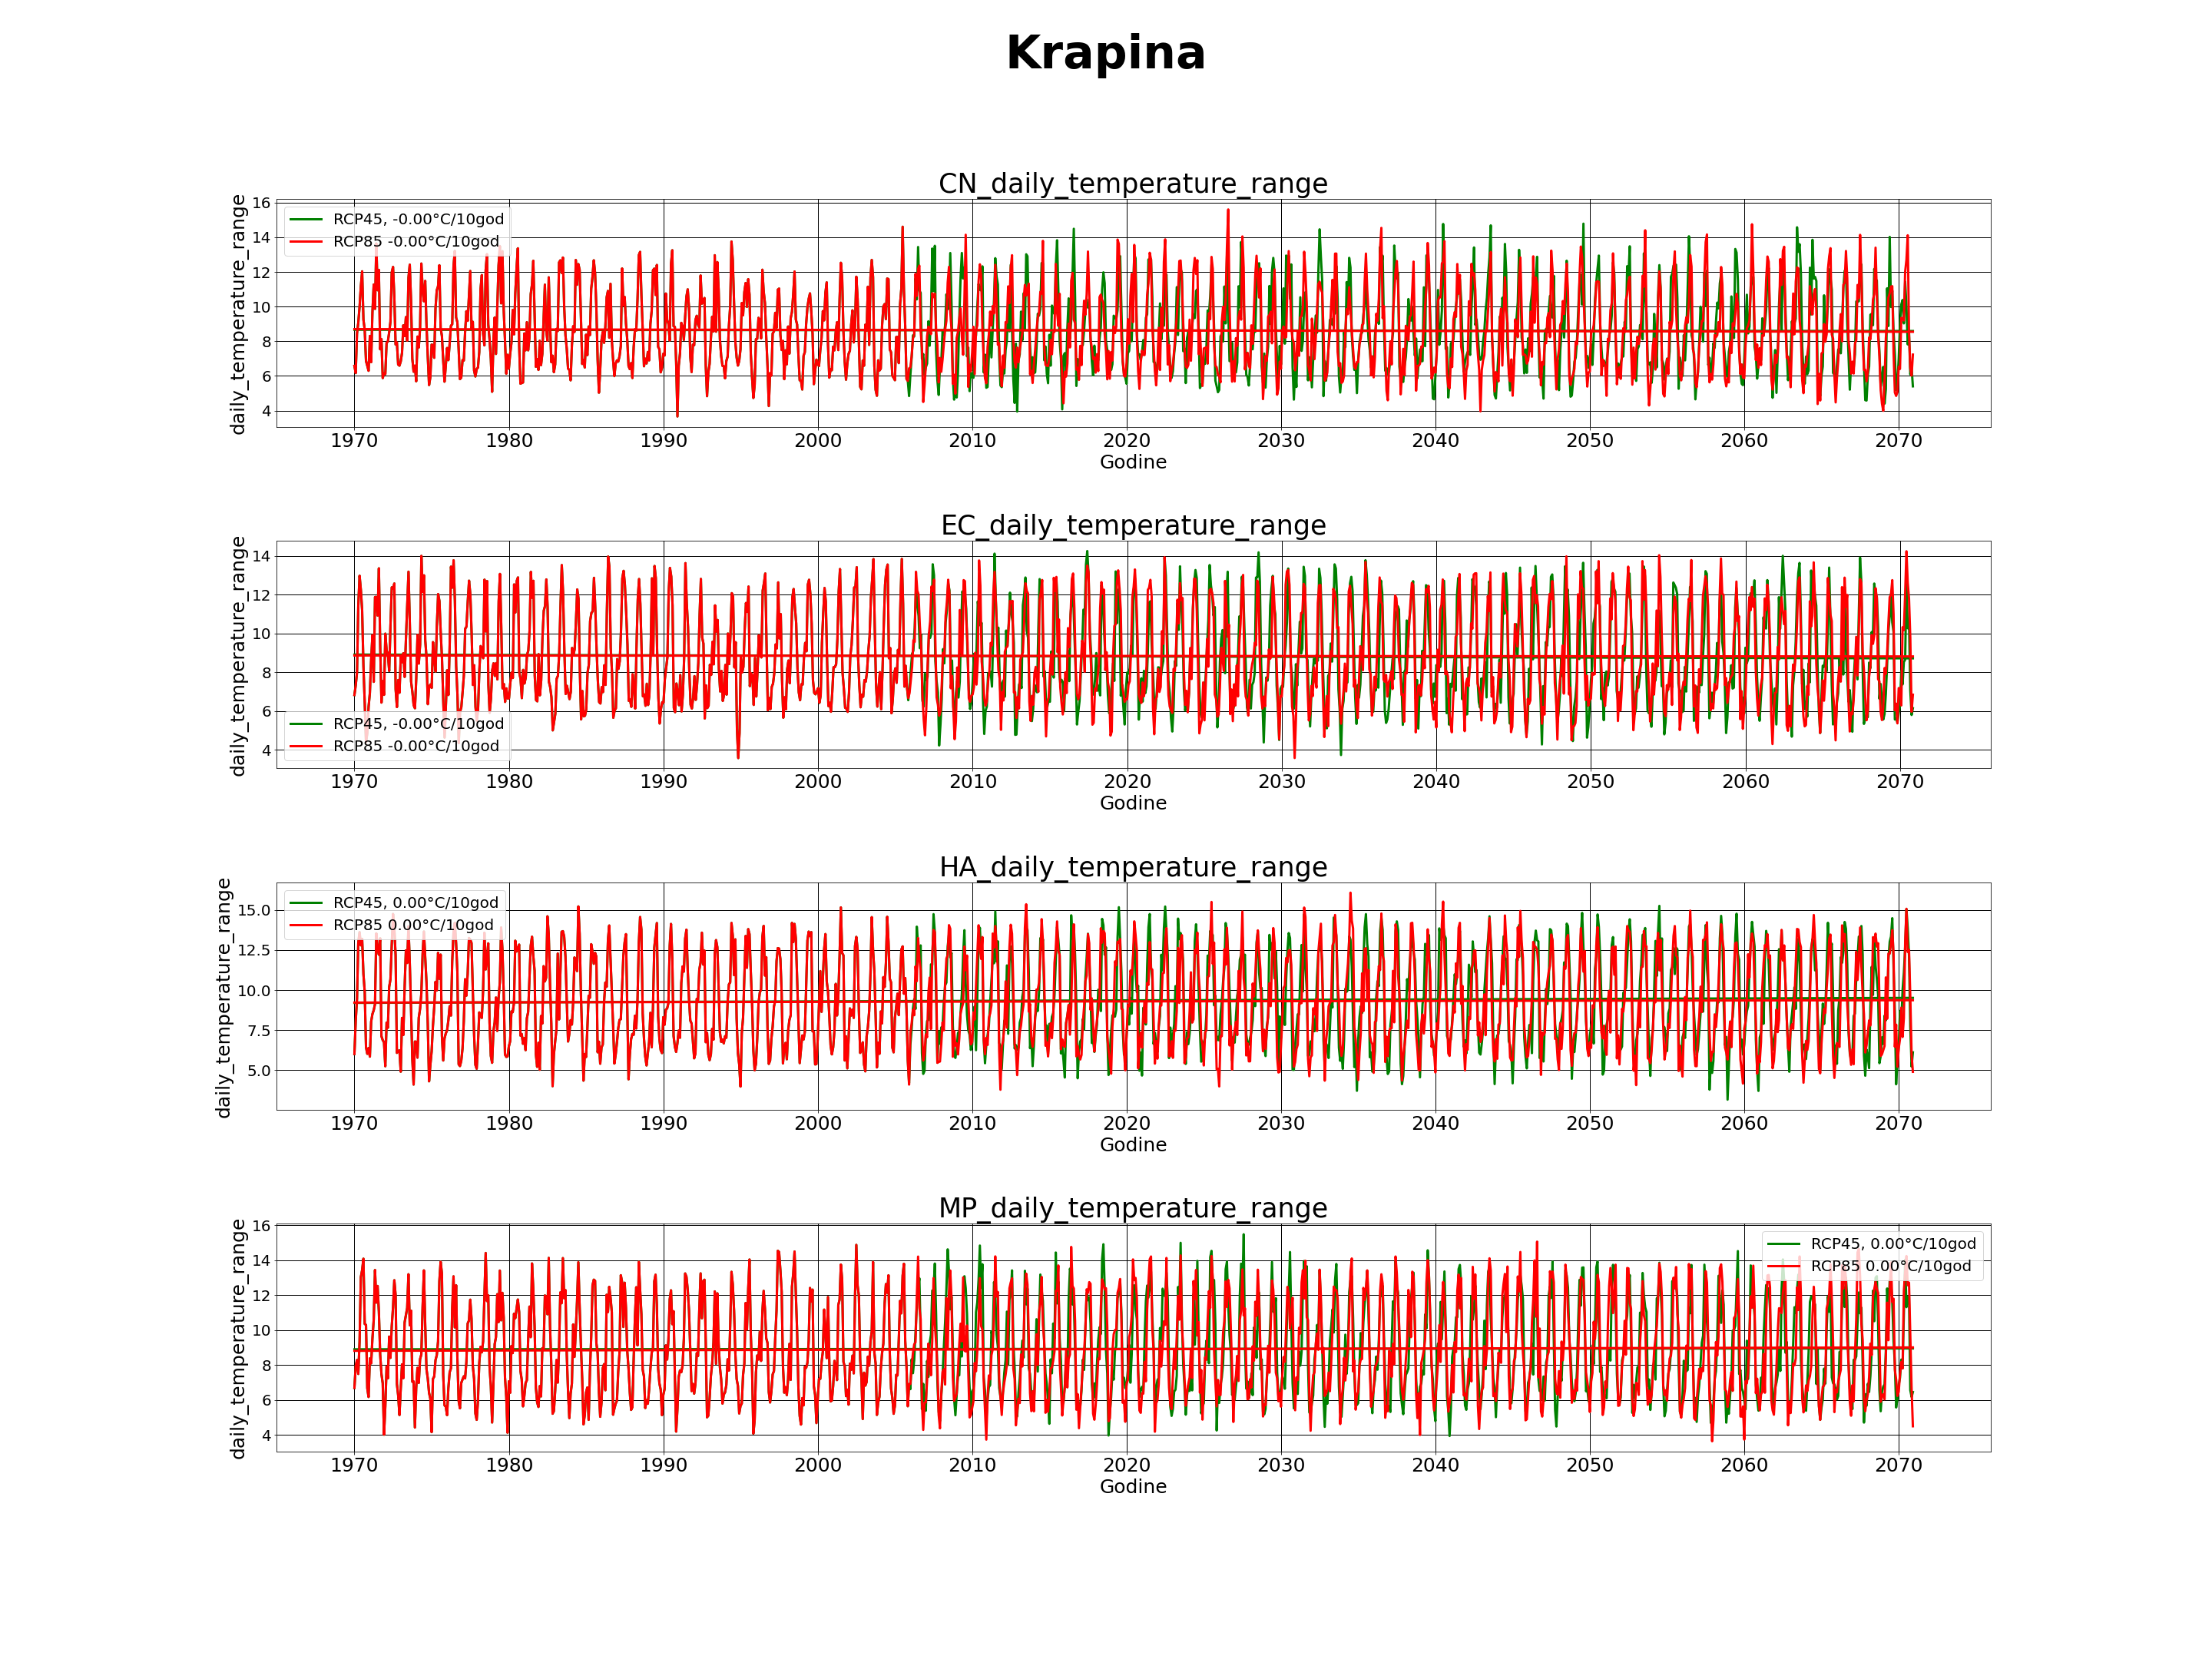 Krapina
CN_daily_temperature_range
daily_temperature_range
16
14
12
10
8
6
4
RCP45, -0.00°C/10god
RCP85 -0.00°C/10god
1970 1980 1990 2000 2010 2020 2030 2040 2050 2060 2070
Godine
EC_daily_temperature_range
daily_temperature_range
14
12
10
8
6
4
RCP45, -0.00°C/10god
RCP85 -0.00°C/10god
1970 1980 1990 2000 2010 2020 2030 2040 2050 2060 2070
Godine
HA_daily_temperature_range
daily_temperature_range
15.0
12.5
10.0
7.5
5.0
RCP45, 0.00°C/10god
RCP85 0.00°C/10god
1970 1980 1990 2000 2010 2020 2030 2040 2050 2060 2070
Godine
MP_daily_temperature_range
daily_temperature_range
16
14
12
10
8
6
4
RCP45, 0.00°C/10god
RCP85 0.00°C/10god
1970 1980 1990 2000 2010 2020 2030 2040 2050 2060 2070
Godine